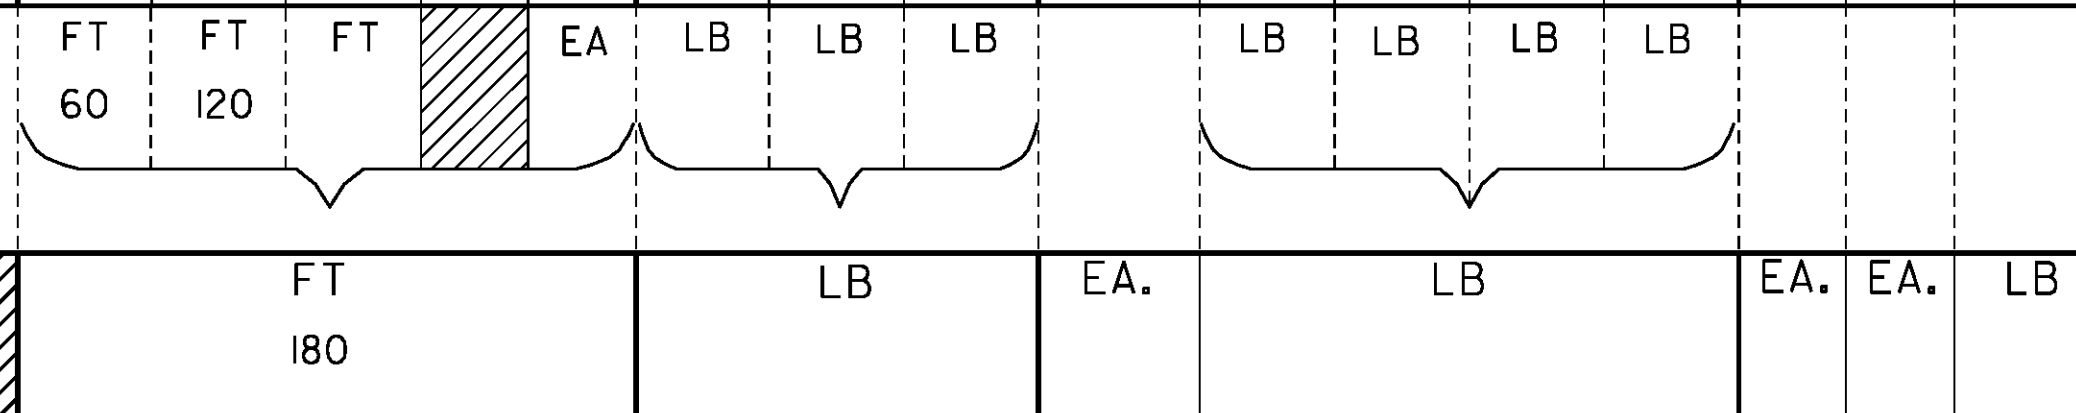 FT FT FT EA LB LB LB LB LB LB LB
60 120
FT LB EA. LB EA. EA. LB
180